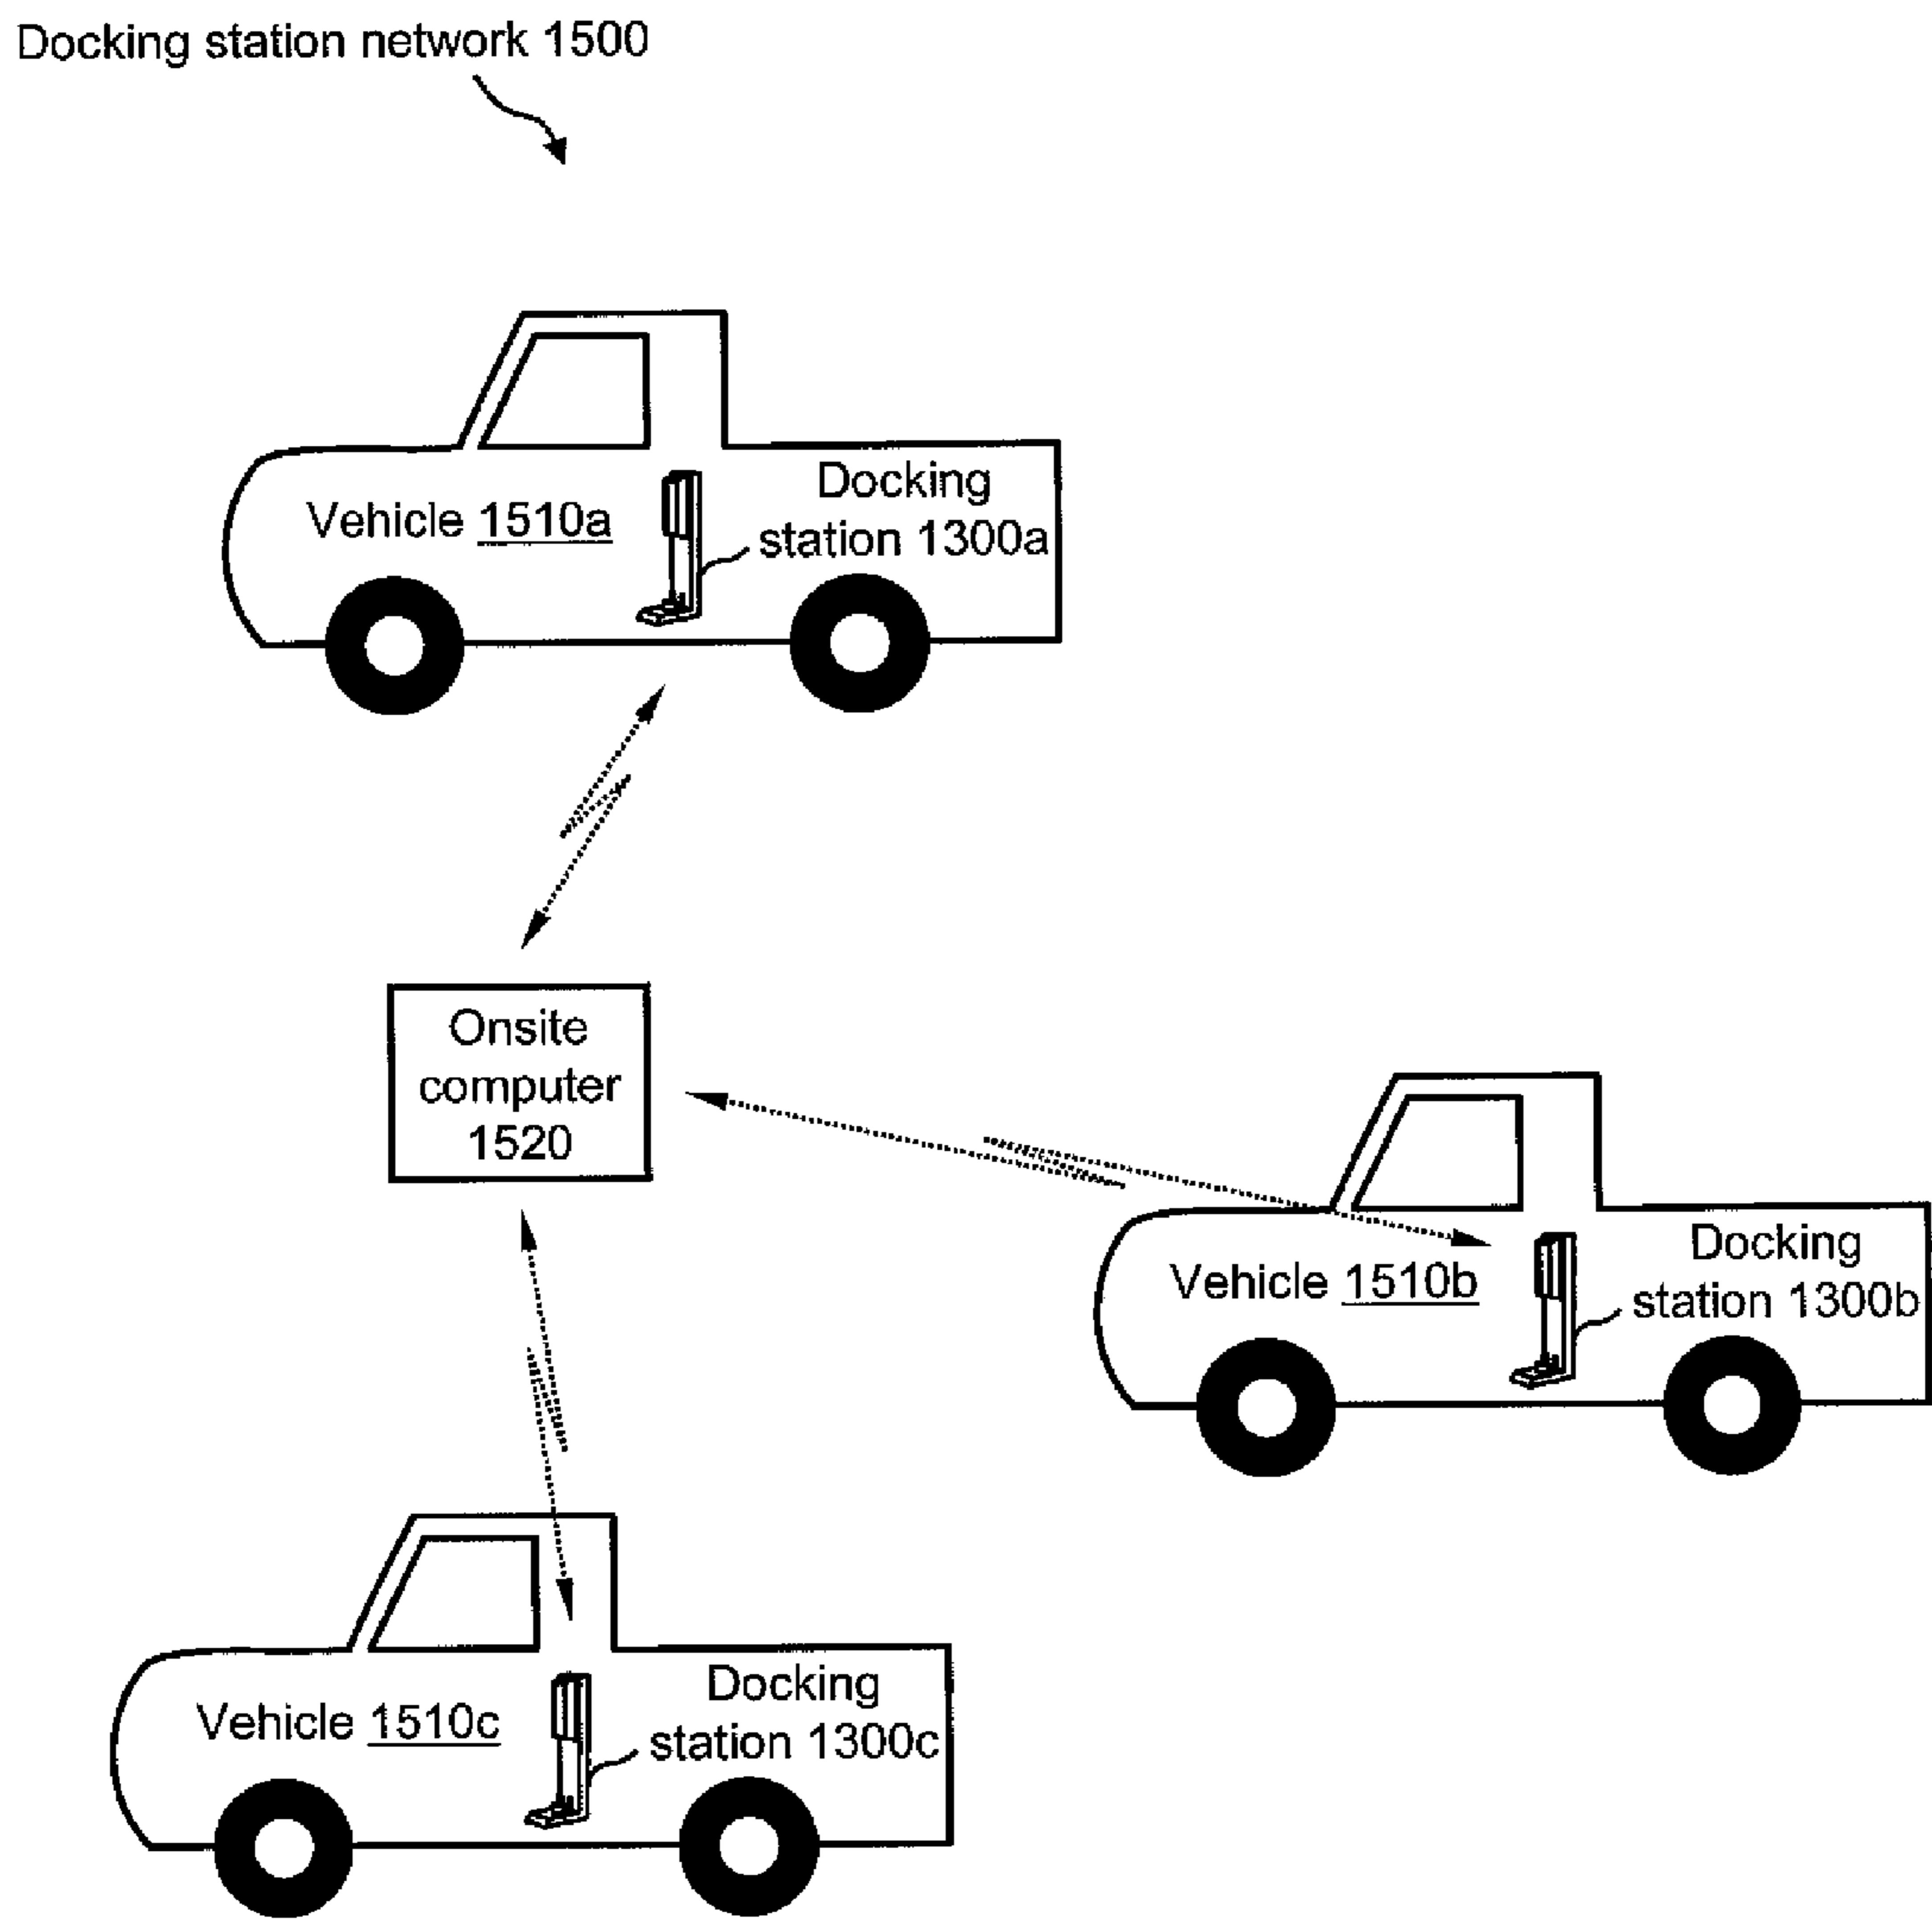 Docking station network 1500
Vehicle 1510a
Docking
station 1300a
Onsite
computer
1520
Vehicle 1510b
Docking
station 1300b
Vehicle 1510c
Docking
station 1300c